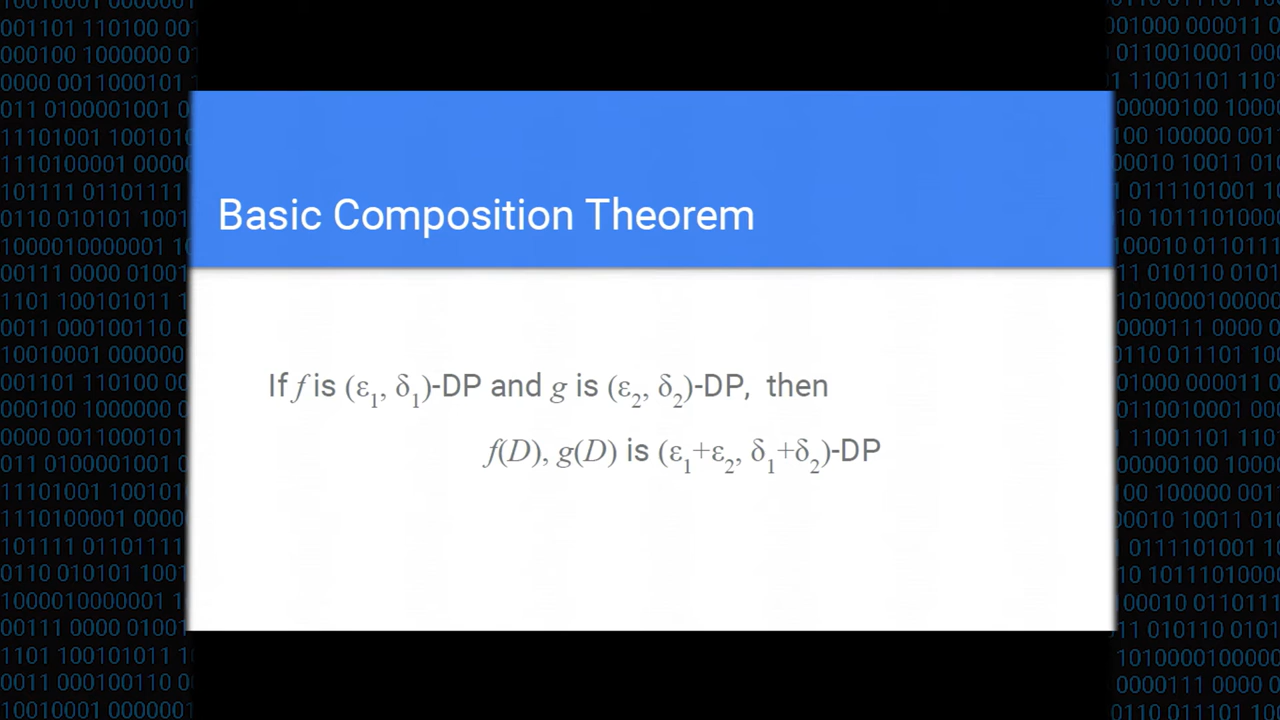 Basic Composition Theorem
If f is (ε₁, δ₁)-DP and g is (ε₂, δ₂)-DP, then
f(D), g(D) is (ε₁+ε₂, δ₁+δ₂)-DP